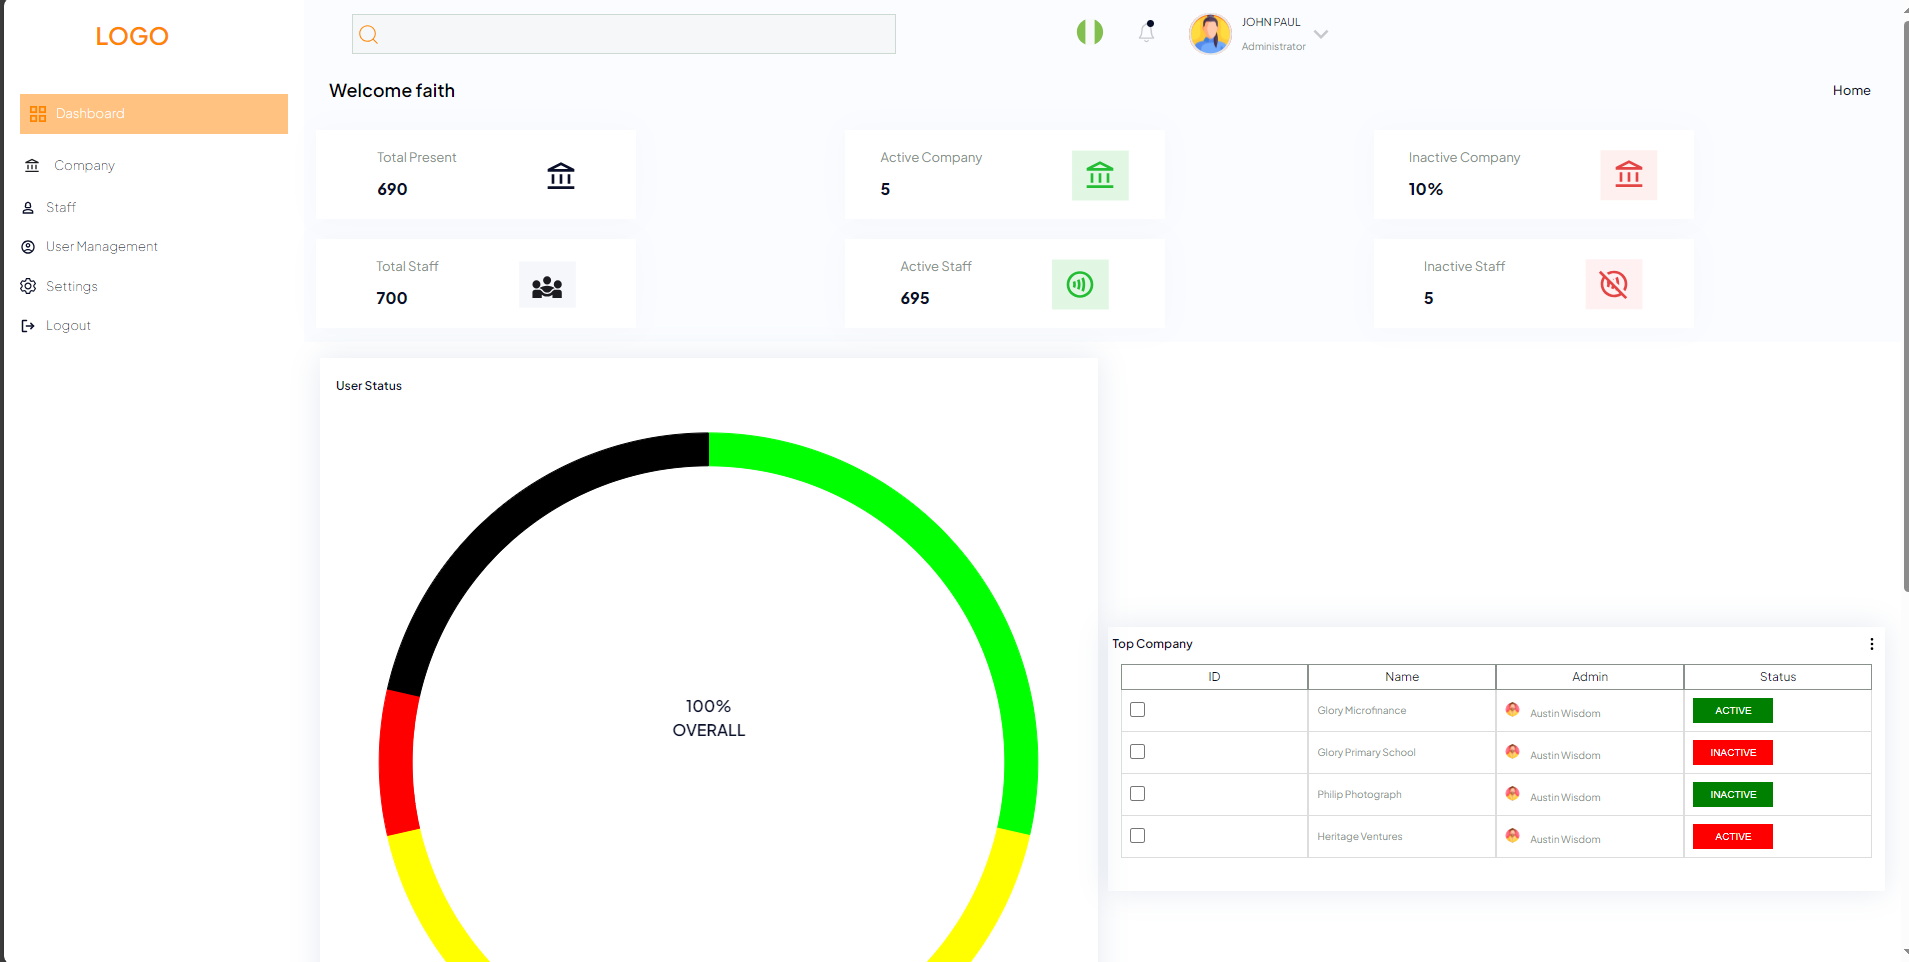 LOGO
JOHN PAUL
Administrator
Dashboard
Company
Staff
User Management
Settings
Logout
Welcome faith
Home
Total Present
690
Active Company
5
Inactive Company
10%
Total Staff
700
Active Staff
695
Inactive Staff
5
User Status
100%
OVERALL
Top Company
ID Name Admin Status
Glory Microfinance Austin Wisdom ACTIVE
Glory Primary School Austin Wisdom INACTIVE
Philip Photograph Austin Wisdom INACTIVE
Heritage Ventures Austin Wisdom ACTIVE